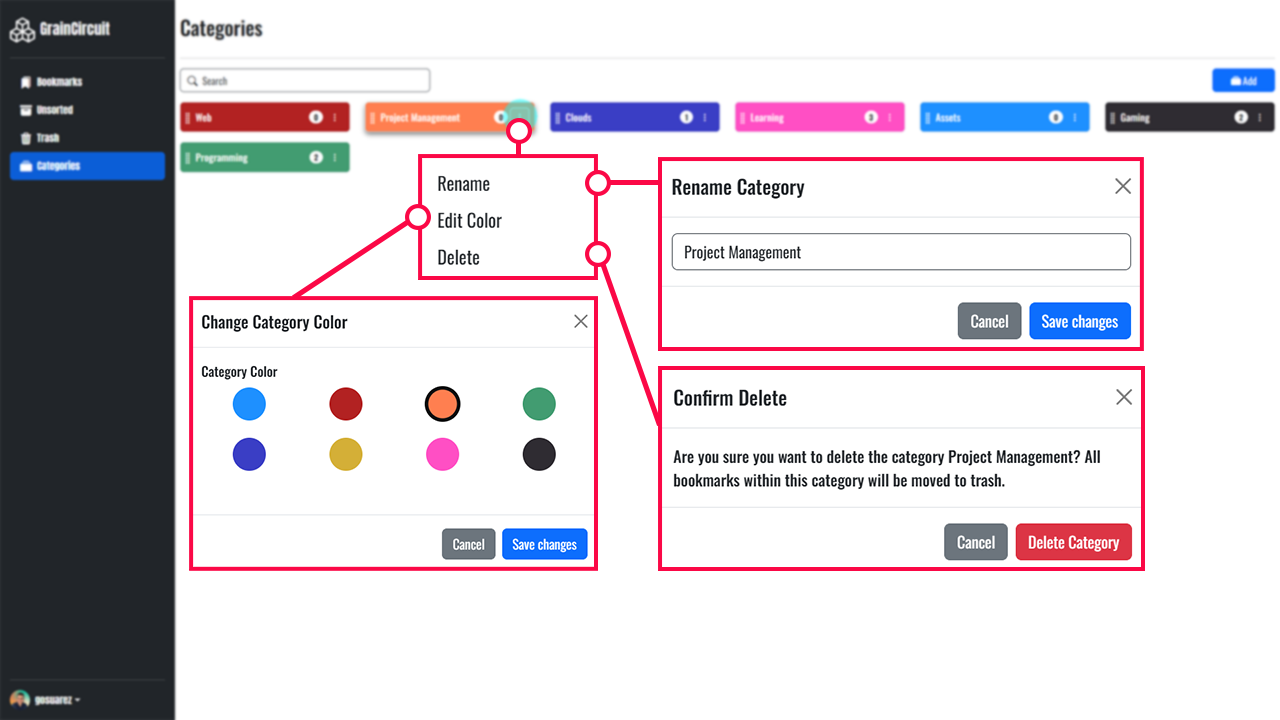 GrainCircuit
Bookmarks
Unsorted
Trash
Categories
Categories
Search
Add
Web
Project Management
Clouds 1
Learning 3
Assets
Gaming 2
Programming 2
Rename
Edit Color
Delete
Rename Category
Project Management
Cancel Save changes
Change Category Color
Category Color
Cancel Save changes
Confirm Delete
Are you sure you want to delete the category Project Management? All
bookmarks within this category will be moved to trash.
Cancel Delete Category
gosuarez